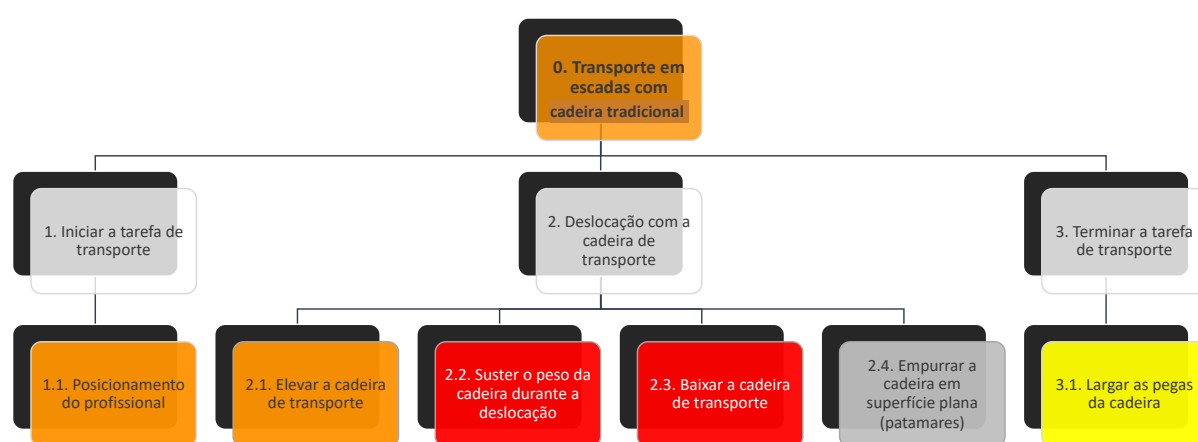 0. Transporte em
escadas com
cadeira tradicional
1. Iniciar a tarefa de
transporte
2. Deslocação com a
cadeira de
transporte
3. Terminar a tarefa
de transporte
1.1. Posicionamento
do profissional
2.1. Elevar a cadeira
de transporte
2.2. Suster o peso da
cadeira durante a
deslocação
2.3. Baixar a cadeira
de transporte
2.4. Empurrar a
cadeira em
superfície plana
(patamares)
3.1. Largar as pegas
da cadeira